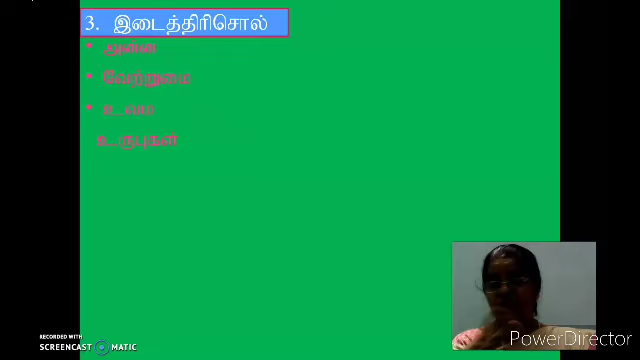 3. இடைத்திரிசொல்
• அன்ன
• வேற்றுமை
• உவம
உருபுகள்
RECORDED WITH
SCREENCAST MATIC
PowerDirector